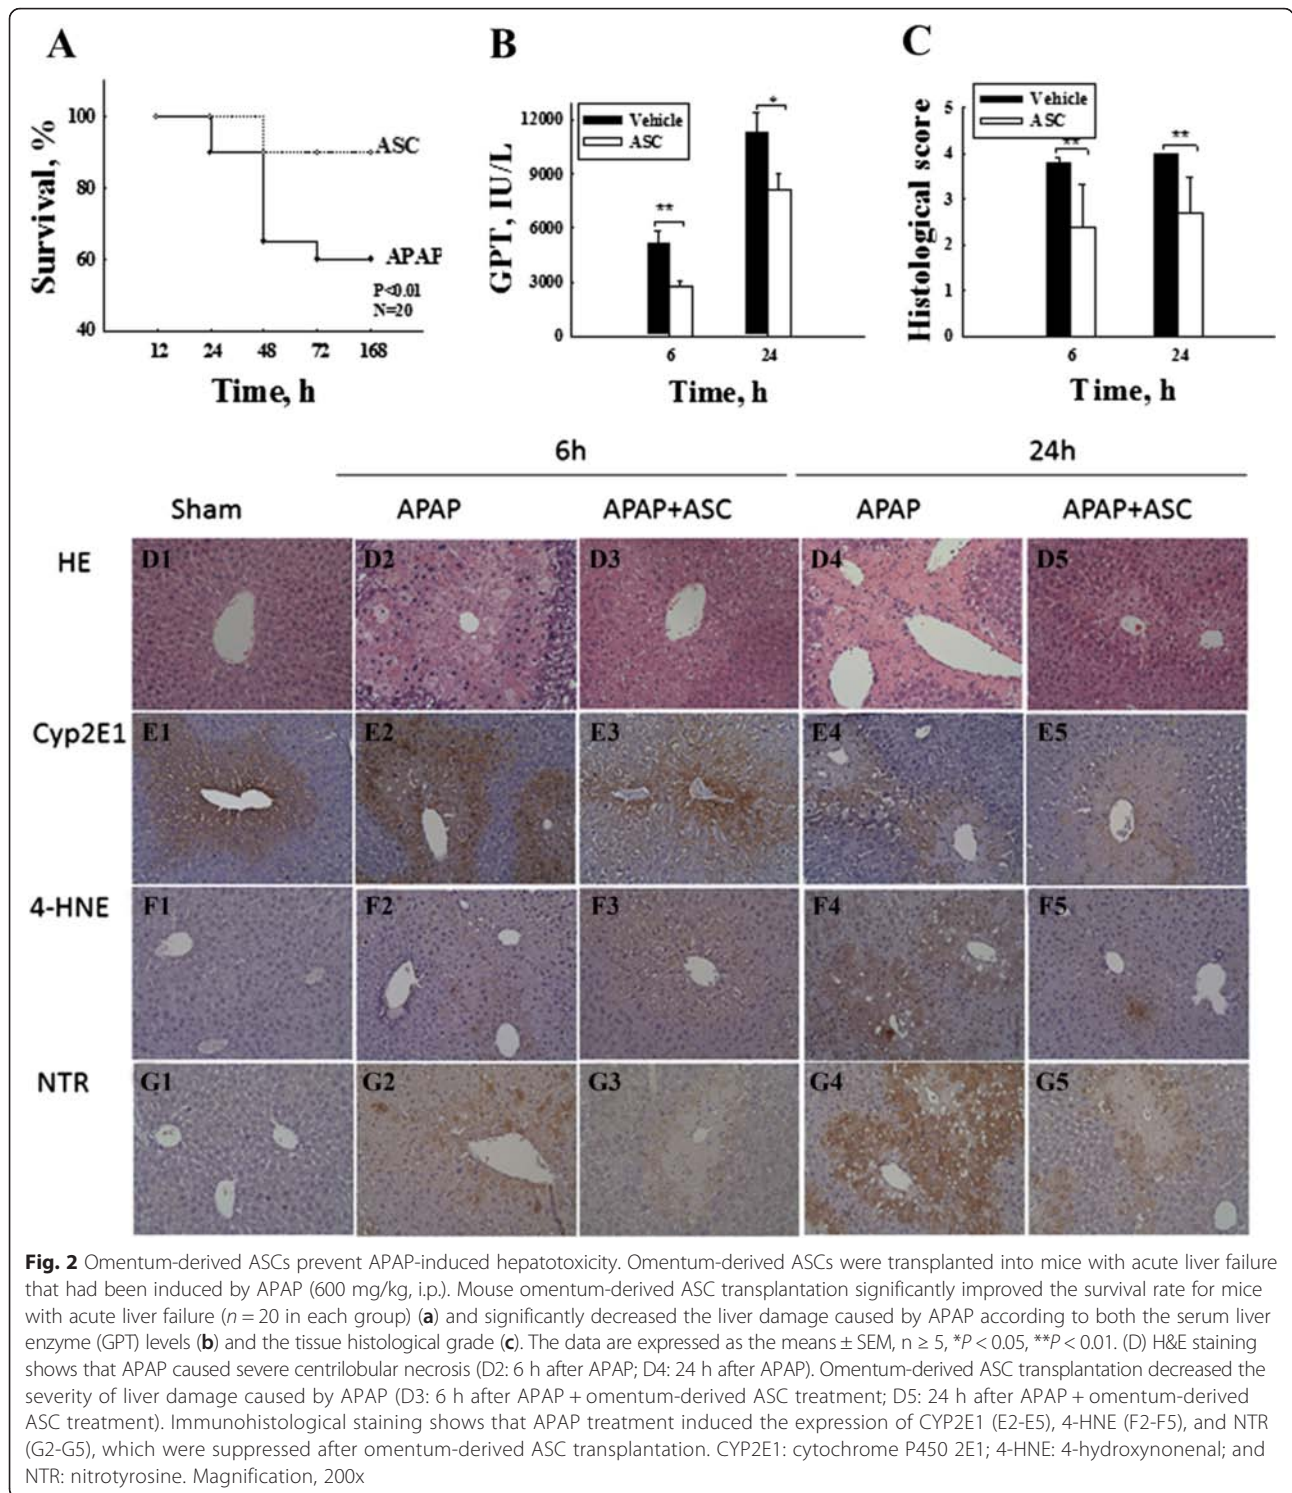 A
Survival, %
100
80
60
40
ASC
APAP
P<0.01
N=20
12 24 48 72 168
Time, h
B
GPT, IU/L
12000
9000
6000
3000
0
Vehicle
ASC
**
*
6 24
Time, h
C
Histological score
5
4
3
2
1
0
Vehicle
ASC
**
**
6 24
Time, h
6h 24h
Sham APAP APAP+ASC APAP APAP+ASC
HE D1 D2 D3 D4 D5
Cyp2E1 E1 E2 E3 E4 E5
4-HNE F1 F2 F3 F4 F5
NTR G1 G2 G3 G4 G5
Fig. 2 Omentum-derived ASCs prevent APAP-induced hepatotoxicity. Omentum-derived ASCs were transplanted into mice with acute liver failure
that had been induced by APAP (600 mg/kg, i.p.). Mouse omentum-derived ASC transplantation significantly improved the survival rate for mice
with acute liver failure (n = 20 in each group) (a) and significantly decreased the liver damage caused by APAP according to both the serum liver
enzyme (GPT) levels (b) and the tissue histological grade (c). The data are expressed as the means ± SEM, n ≥ 5, *P < 0.05, **P < 0.01. (D) H&E staining
shows that APAP caused severe centrilobular necrosis (D2: 6 h after APAP; D4: 24 h after APAP). Omentum-derived ASC transplantation decreased the
severity of liver damage caused by APAP (D3: 6 h after APAP + omentum-derived ASC treatment; D5: 24 h after APAP + omentum-derived
ASC treatment). Immunohistological staining shows that APAP treatment induced the expression of CYP2E1 (E2-E5), 4-HNE (F2-F5), and NTR
(G2-G5), which were suppressed after omentum-derived ASC transplantation. CYP2E1: cytochrome P450 2E1; 4-HNE: 4-hydroxynonenal; and
NTR: nitrotyrosine. Magnification, 200x